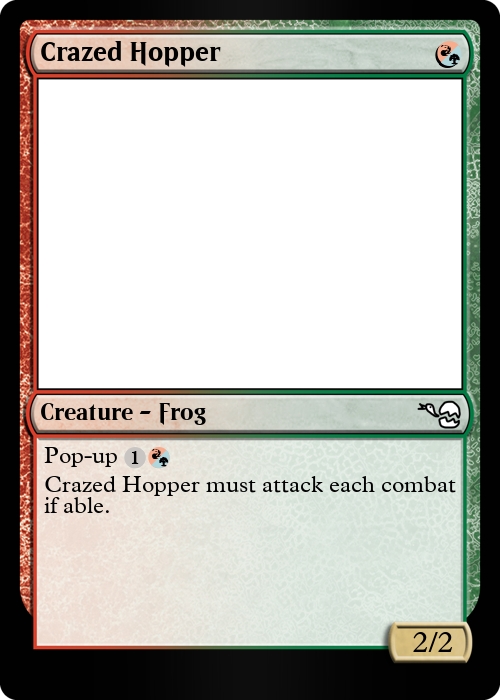 Crazed Hopper
Creature - Frog
Pop-up 1
Crazed Hopper must attack each combat
if able.
2/2